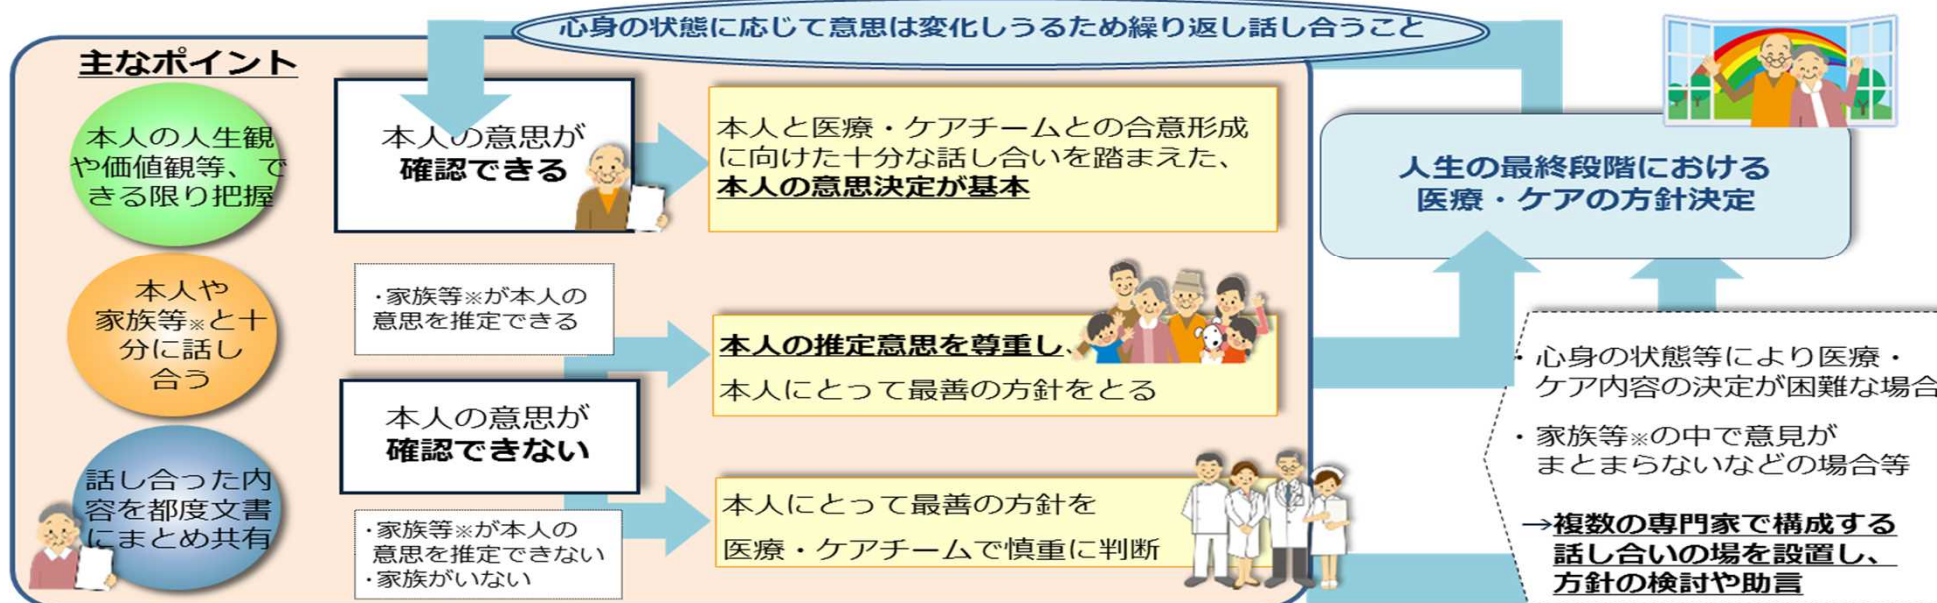 心身の状態に応じて意思は変化しうるため繰り返し話し合うこと
主なポイント
本人の人生観
や価値観等、で
きる限り把握
本人や
家族等※と十
分に話し
合う
話し合った内
容を都度文書
にまとめ共有
本人の意思が
確認できる
本人と医療・ケアチームとの合意形成
に向けた十分な話し合いを踏まえた、
本人の意思決定が基本
・家族等※が本人の
意思を推定できる
本人の推定意思を尊重し、
本人にとって最善の方針をとる
本人の意思が
確認できない
・家族等※が本人の
意思を推定できない
・家族がいない
本人にとって最善の方針を
医療・ケアチームで慎重に判断
人生の最終段階における
医療・ケアの方針決定
・心身の状態等により医療・
ケア内容の決定が困難な場合
・家族等※の中で意見が
まとまらないなどの場合等
→複数の専門家で構成する
話し合いの場を設置し、
方針の検討や助言